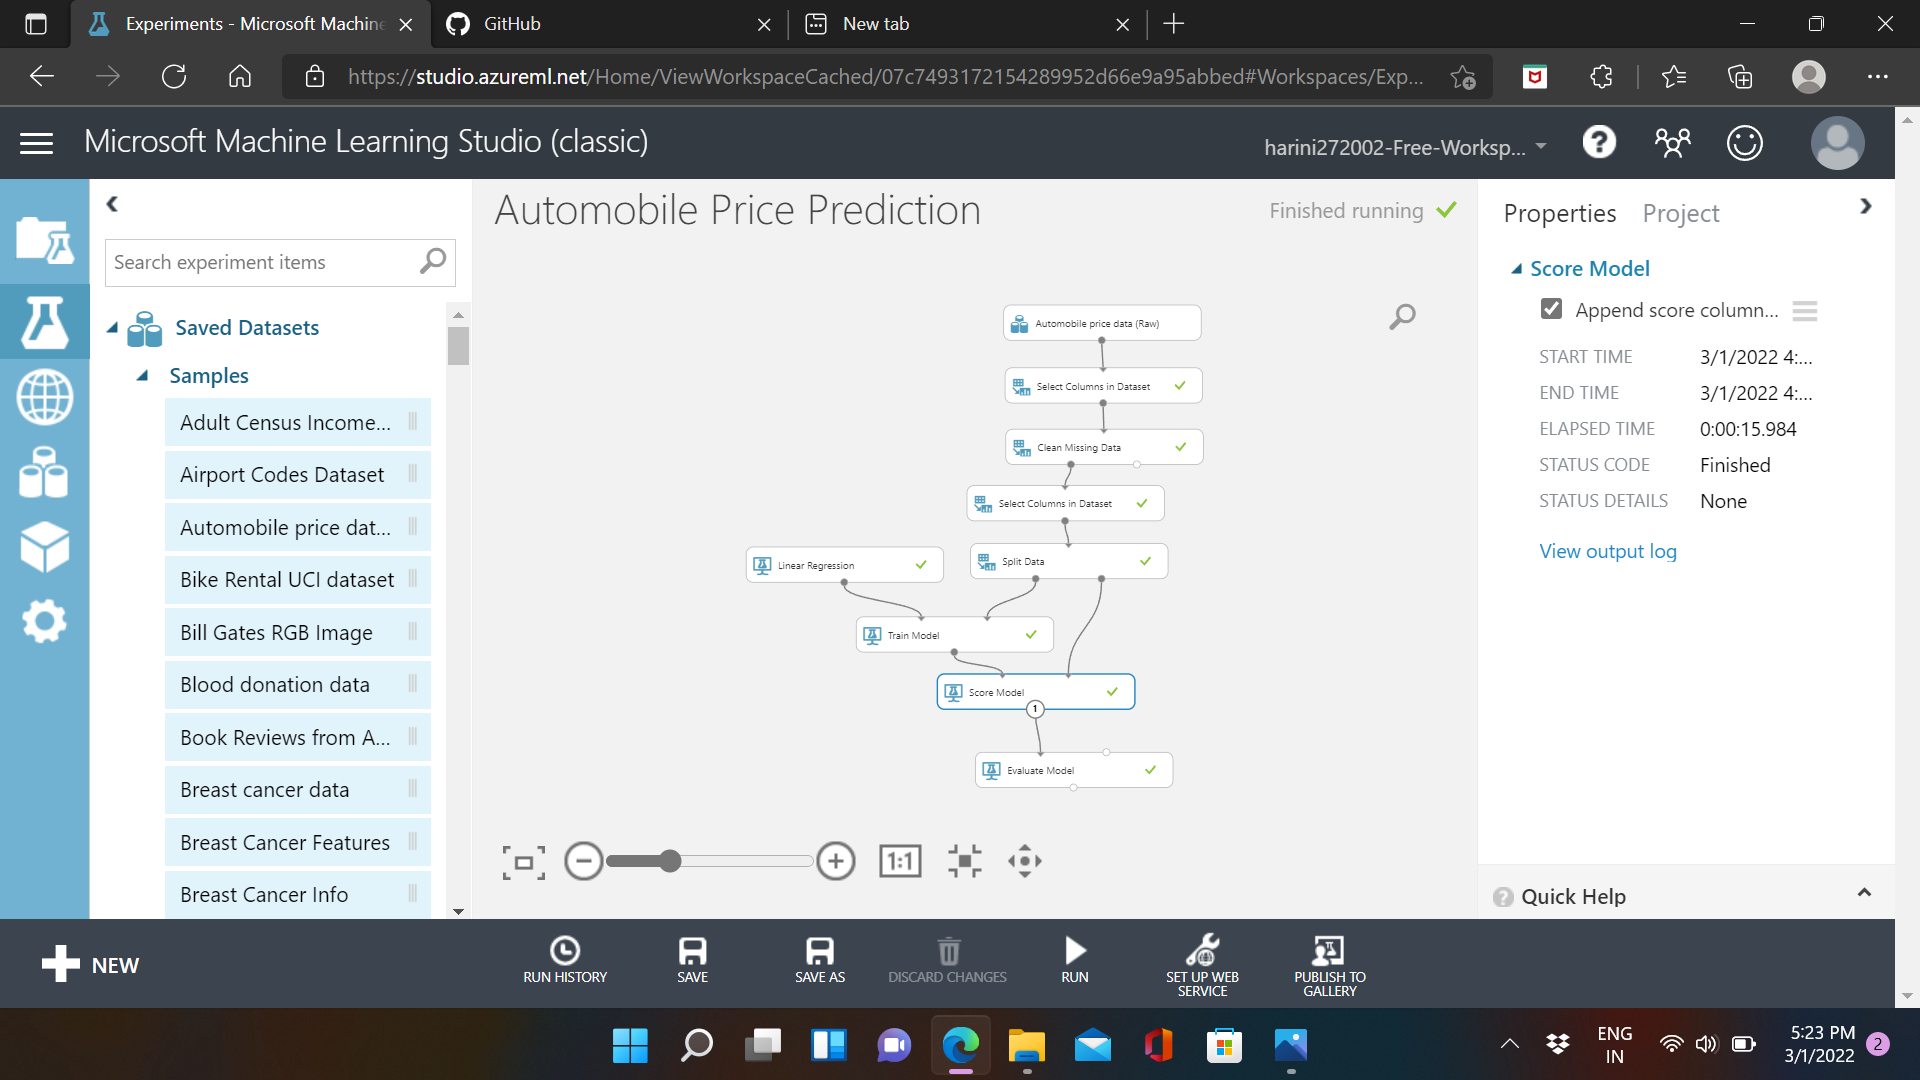 Experiments - Microsoft Machine
GitHub
New tab
https://studio.azureml.net/Home/ViewWorkspaceCached/07c7493172154289952d66e9a95abbed#Workspaces/Exp...
Microsoft Machine Learning Studio (classic)
harini272002-Free-Worksp...
?
Search experiment items
Saved Datasets
Samples
Adult Census Income...
Airport Codes Dataset
Automobile price dat...
Bike Rental UCI dataset
Bill Gates RGB Image
Blood donation data
Book Reviews from A...
Breast cancer data
Breast Cancer Features
Breast Cancer Info
Automobile Price Prediction
Finished running
Automobile price data (Raw)
Select Columns in Dataset
Clean Missing Data
Select Columns in Dataset
Linear Regression
Split Data
Train Model
Score Model
1
Evaluate Model
1:1
Properties
Project
Score Model
Append score column...
START TIME 3/1/2022 4:...
END TIME 3/1/2022 4:...
ELAPSED TIME 0:00:15.984
STATUS CODE Finished
STATUS DETAILS None
View output log
? Quick Help
NEW
RUN HISTORY
SAVE
SAVE AS
DISCARD CHANGES
RUN
SET UP WEB
SERVICE
PUBLISH TO
GALLERY
ENG
IN
5:23 PM
3/1/2022
2